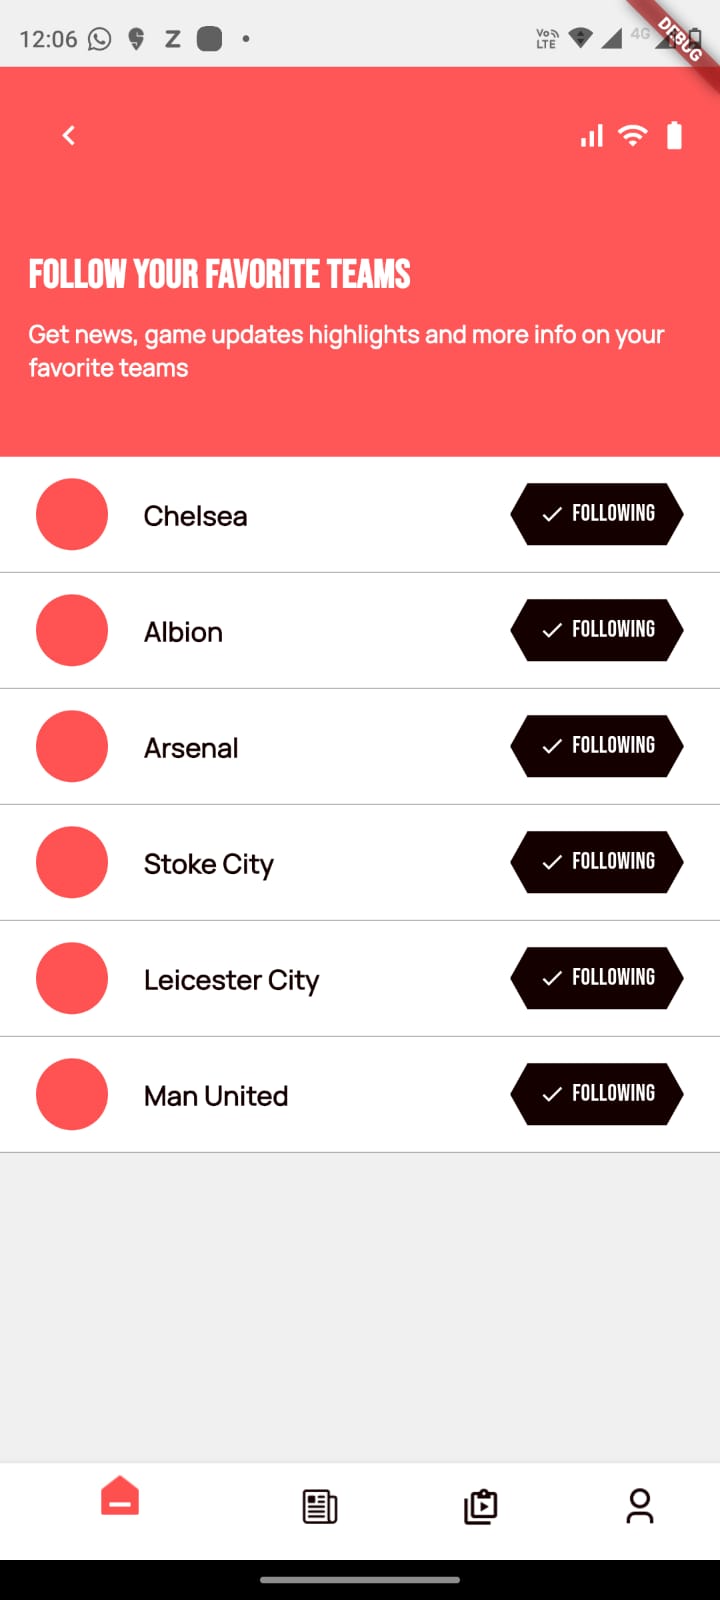 12:06
Vo LTE
4G
DEBUG
FOLLOW YOUR FAVORITE TEAMS
Get news, game updates highlights and more info on your
favorite teams
Chelsea
FOLLOWING
Albion
FOLLOWING
Arsenal
FOLLOWING
Stoke City
FOLLOWING
Leicester City
FOLLOWING
Man United
FOLLOWING